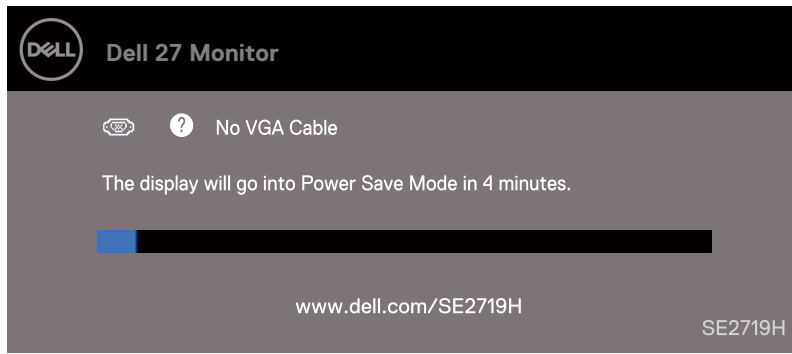 DELL
Dell 27 Monitor
? No VGA Cable
The display will go into Power Save Mode in 4 minutes.
www.dell.com/SE2719H
SE2719H